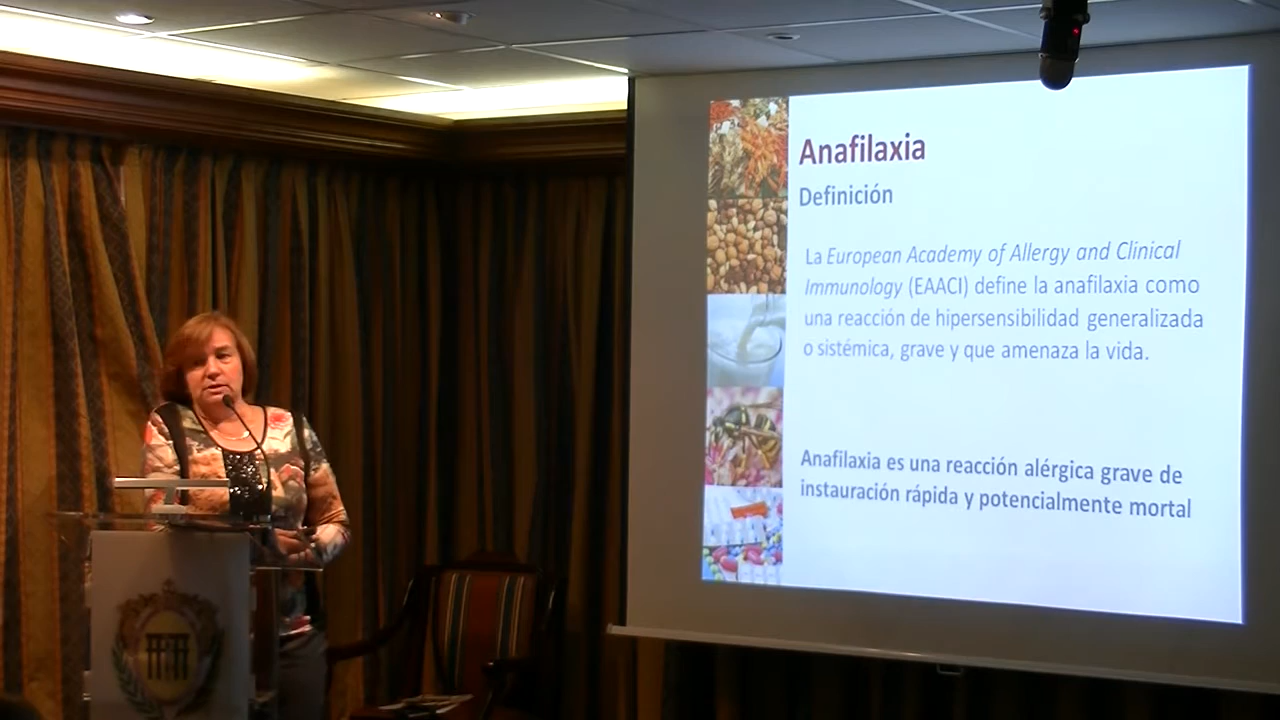 Anafilaxia
Definición
La European Academy of Allergy and Clinical
Immunology (EAACI) define la anafilaxia como
una reacción de hipersensibilidad generalizada
o sistémica, grave y que amenaza la vida.
Anafilaxia es una reacción alérgica grave de
instauración rápida y potencialmente mortal